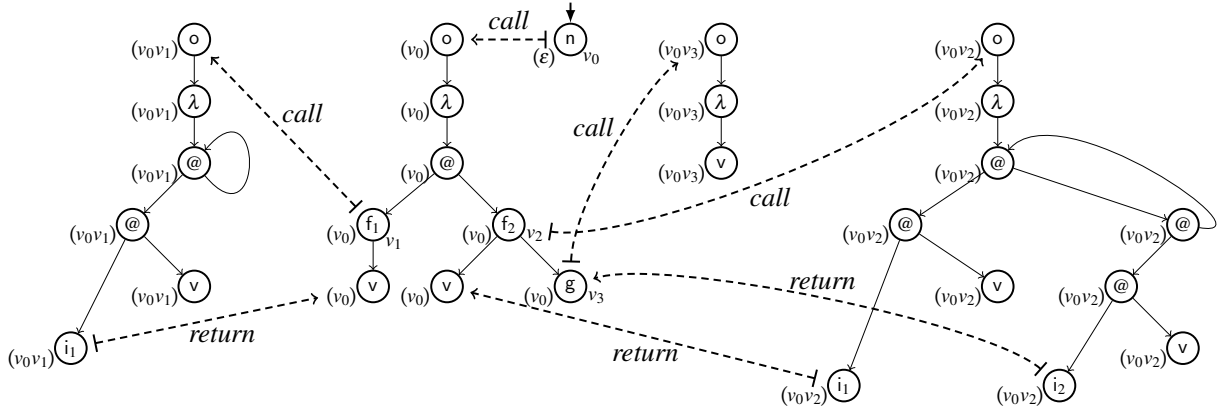 call
(v₀v₁) o (v₀) o (ε) n v₀ (v₀v₃) o (v₀v₂) o
(v₀v₁) λ (v₀) λ (v₀v₃) λ (v₀v₂) λ
call call
(v₀v₁) @ (v₀) @ (v₀v₃) v (v₀v₂) @
call
(v₀v₁) @ (v₀) f₁ v₁ (v₀) f₂ v₂ (v₀v₂) @ (v₀v₂) @
(v₀v₁) v (v₀) v (v₀) v (v₀) g v₃ return (v₀v₂) v (v₀v₂) @
return
(v₀v₁) i₁ return (v₀v₂) v
(v₀v₂) i₁ (v₀v₂) i₂